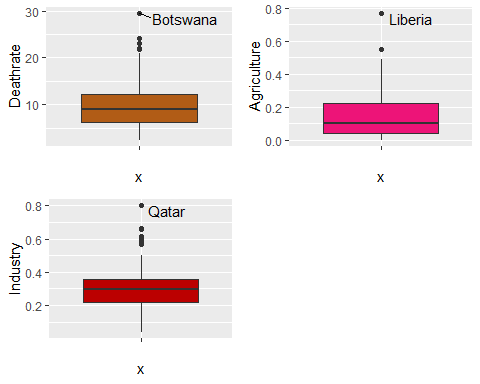 Deathrate
30
20
10
Botswana
x
Agriculture
0.8
0.6
0.4
0.2
0.0
Liberia
x
Industry
0.8
0.6
0.4
0.2
Qatar
x